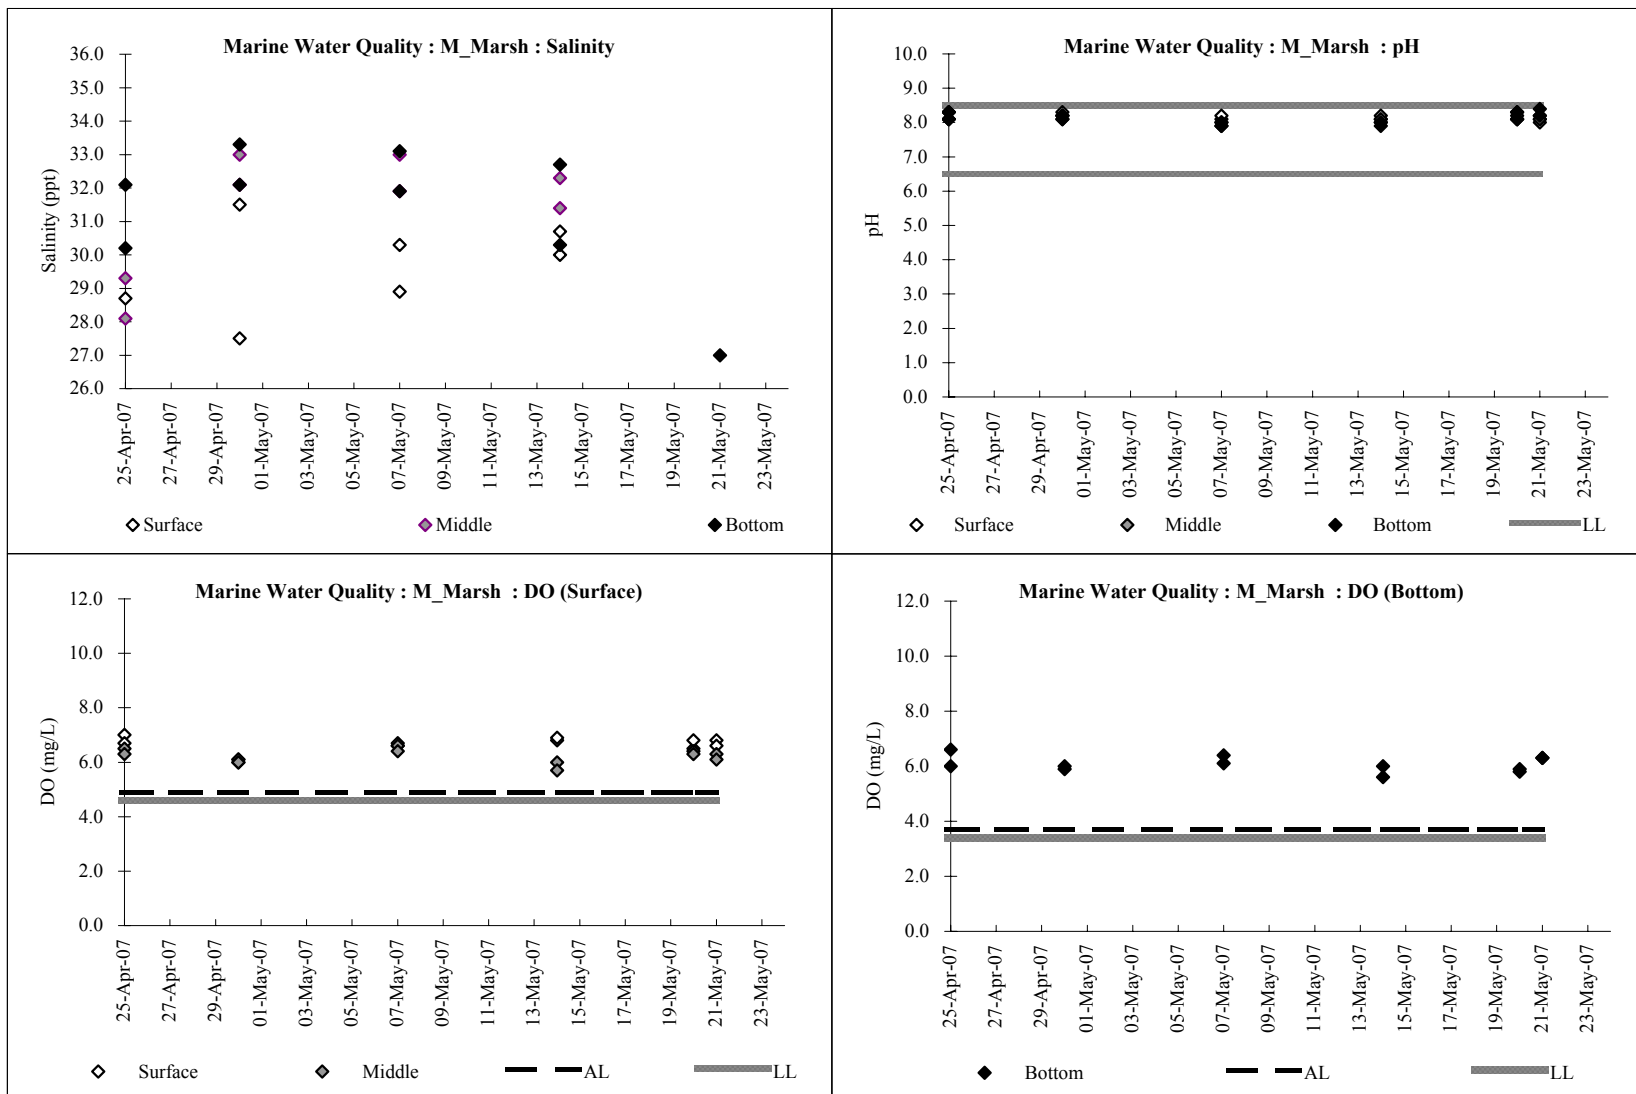 Marine Water Quality : M_Marsh : Salinity
36.0
35.0
34.0
33.0
32.0
31.0
30.0
29.0
28.0
27.0
26.0
Salinity (ppt)
25-Apr-07
27-Apr-07
29-Apr-07
01-May-07
03-May-07
05-May-07
07-May-07
09-May-07
11-May-07
13-May-07
15-May-07
17-May-07
19-May-07
21-May-07
23-May-07
Surface Middle Bottom
Marine Water Quality : M_Marsh : pH
10.0
9.0
8.0
7.0
6.0
5.0
4.0
3.0
2.0
1.0
0.0
pH
25-Apr-07
27-Apr-07
29-Apr-07
01-May-07
03-May-07
05-May-07
07-May-07
09-May-07
11-May-07
13-May-07
15-May-07
17-May-07
19-May-07
21-May-07
23-May-07
Surface Middle Bottom LL
Marine Water Quality : M_Marsh : DO (Surface)
12.0
10.0
8.0
6.0
4.0
2.0
0.0
DO (mg/L)
25-Apr-07
27-Apr-07
29-Apr-07
01-May-07
03-May-07
05-May-07
07-May-07
09-May-07
11-May-07
13-May-07
15-May-07
17-May-07
19-May-07
21-May-07
23-May-07
Surface Middle AL LL
Marine Water Quality : M_Marsh : DO (Bottom)
12.0
10.0
8.0
6.0
4.0
2.0
0.0
DO (mg/L)
25-Apr-07
27-Apr-07
29-Apr-07
01-May-07
03-May-07
05-May-07
07-May-07
09-May-07
11-May-07
13-May-07
15-May-07
17-May-07
19-May-07
21-May-07
23-May-07
Bottom AL LL